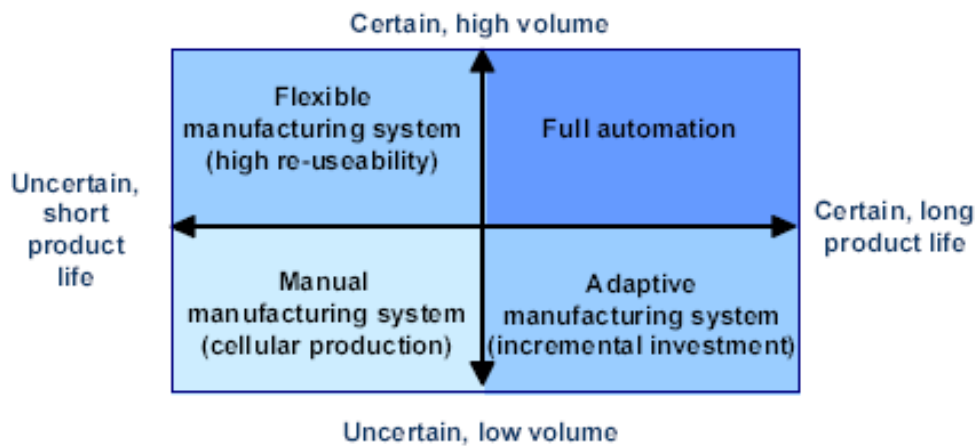 Certain, high volume
Flexible
manufacturing system
(high re-useability)
Full automation
Uncertain,
short
product
life
Certain, long
product life
Manual
manufacturing system
(cellular production)
Adaptive
manufacturing system
(incremental investment)
Uncertain, low volume